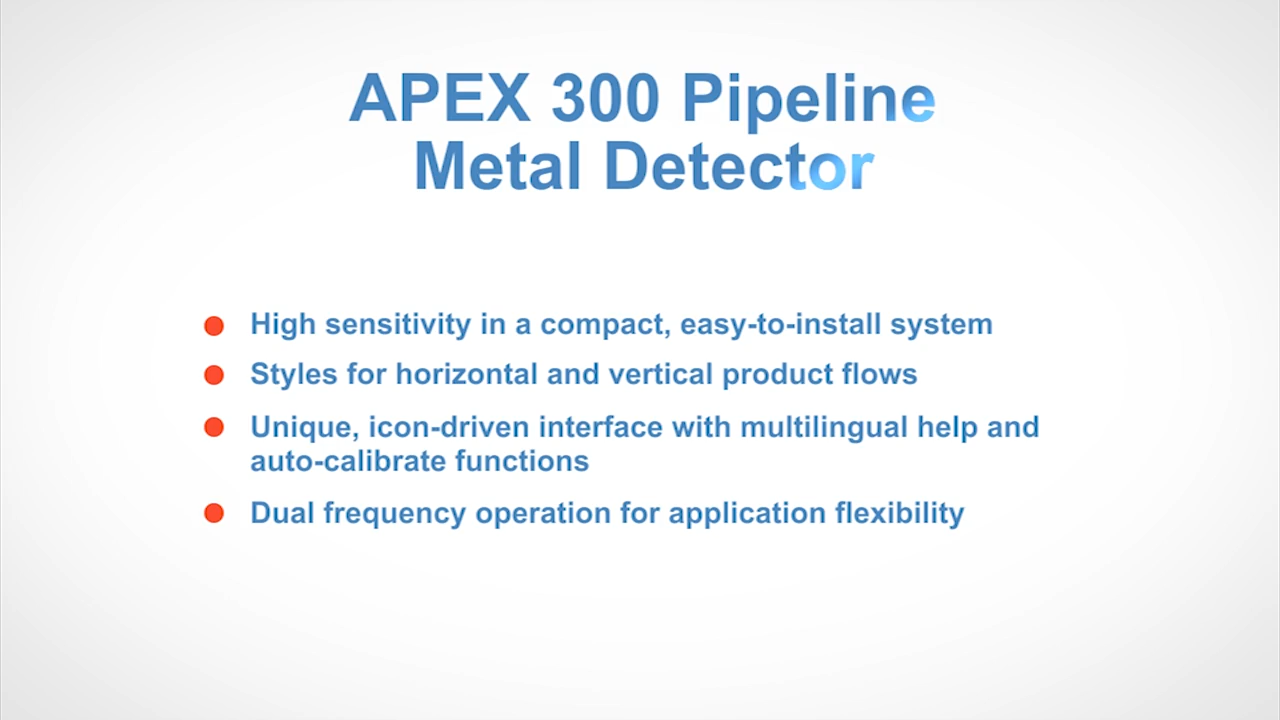 APEX 300 Pipeline
Metal Detector
High sensitivity in a compact, easy-to-install system
Styles for horizontal and vertical product flows
Unique, icon-driven interface with multilingual help and
auto-calibrate functions
Dual frequency operation for application flexibility